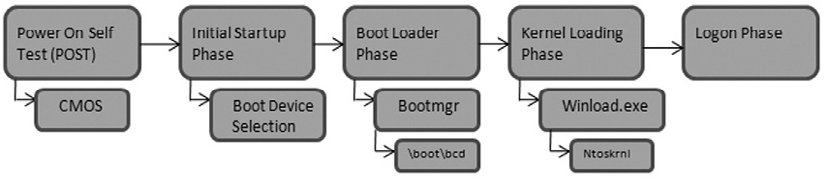 Power On Self
Test (POST)
CMOS
Initial Startup
Phase
Boot Device
Selection
Boot Loader
Phase
Bootmgr
\boot\bcd
Kernel Loading
Phase
Winload.exe
Ntoskrnl
Logon Phase